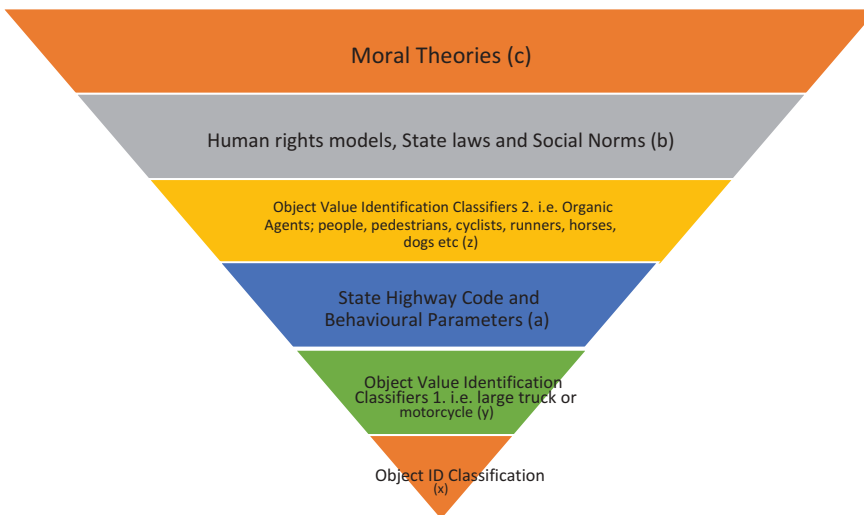 Moral Theories (c)
Human rights models, State laws and Social Norms (b)
Object Value Identification Classifiers 2. i.e. Organic
Agents; people, pedestrians, cyclists, runners, horses,
dogs etc (z)
State Highway Code and
Behavioural Parameters (a)
Object Value Identification
Classifiers 1. i.e. large truck or
motorcycle (y)
Object ID Classification
(x)